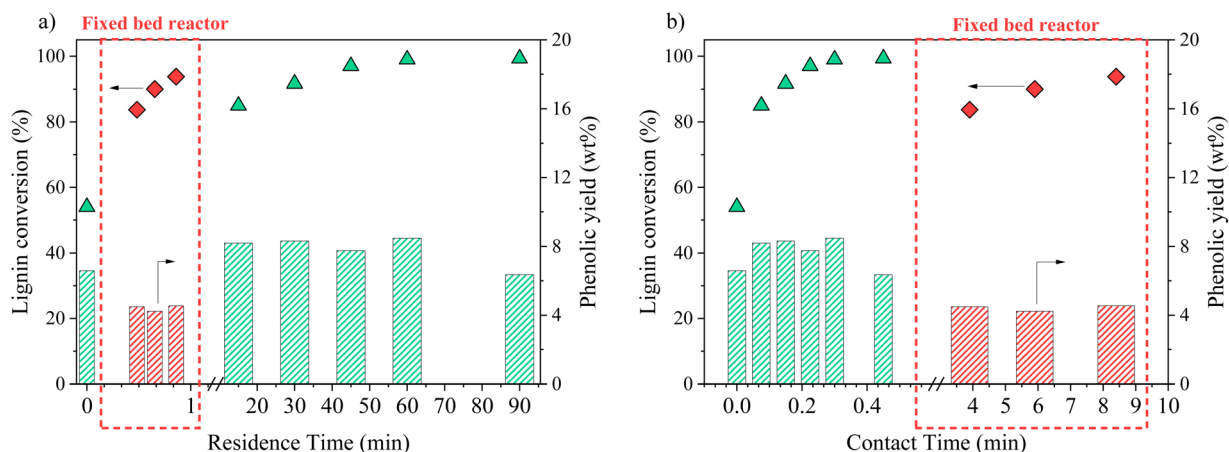 a)
Fixed bed reactor
Lignin conversion (%)
100
80
60
40
20
0
20
16
12
8
4
0
Phenolic yield (wt%)
0 1 20 30 40 50 60 70 80 90
Residence Time (min)
b)
Fixed bed reactor
Lignin conversion (%)
100
80
60
40
20
0
20
16
12
8
4
0
Phenolic yield (wt%)
0.0 0.2 0.4 4 5 6 7 8 9 10
Contact Time (min)